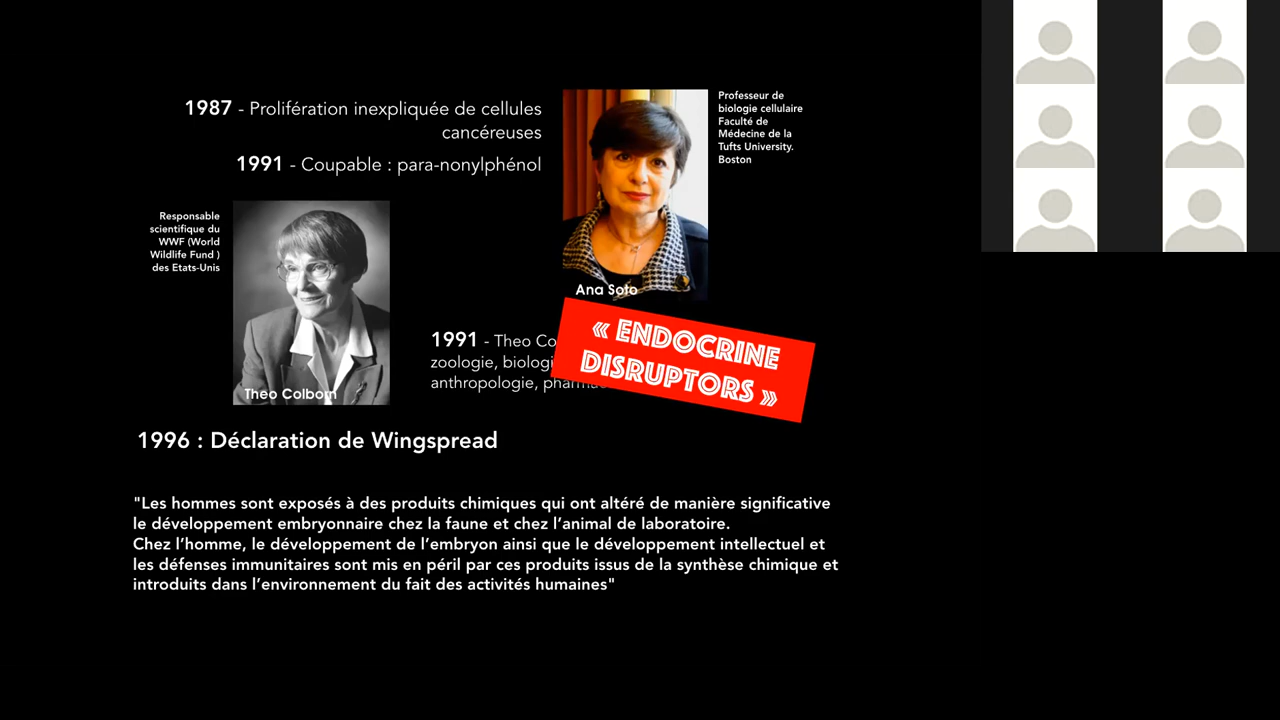 1987 - Prolifération inexpliquée de cellules
cancéreuses
1991 - Coupable : para-nonylphénol
Professeur de
biologie cellulaire
Faculté de
Médecine de la
Tufts University.
Boston
Ana Soto
Responsable
scientifique du
WWF (World
Wildlife Fund )
des Etats-Unis
Theo Colborn
1991 - Theo
zoologie,
anthropologie,
« ENDOCRINE
DISRUPTORS »
1996 : Déclaration de Wingspread
"Les hommes sont exposés à des produits chimiques qui ont altéré de manière significative
le développement embryonnaire chez la faune et chez l’animal de laboratoire.
Chez l’homme, le développement de l’embryon ainsi que le développement intellectuel et
les défenses immunitaires sont mis en péril par ces produits issus de la synthèse chimique et
introduits dans l’environnement du fait des activités humaines"